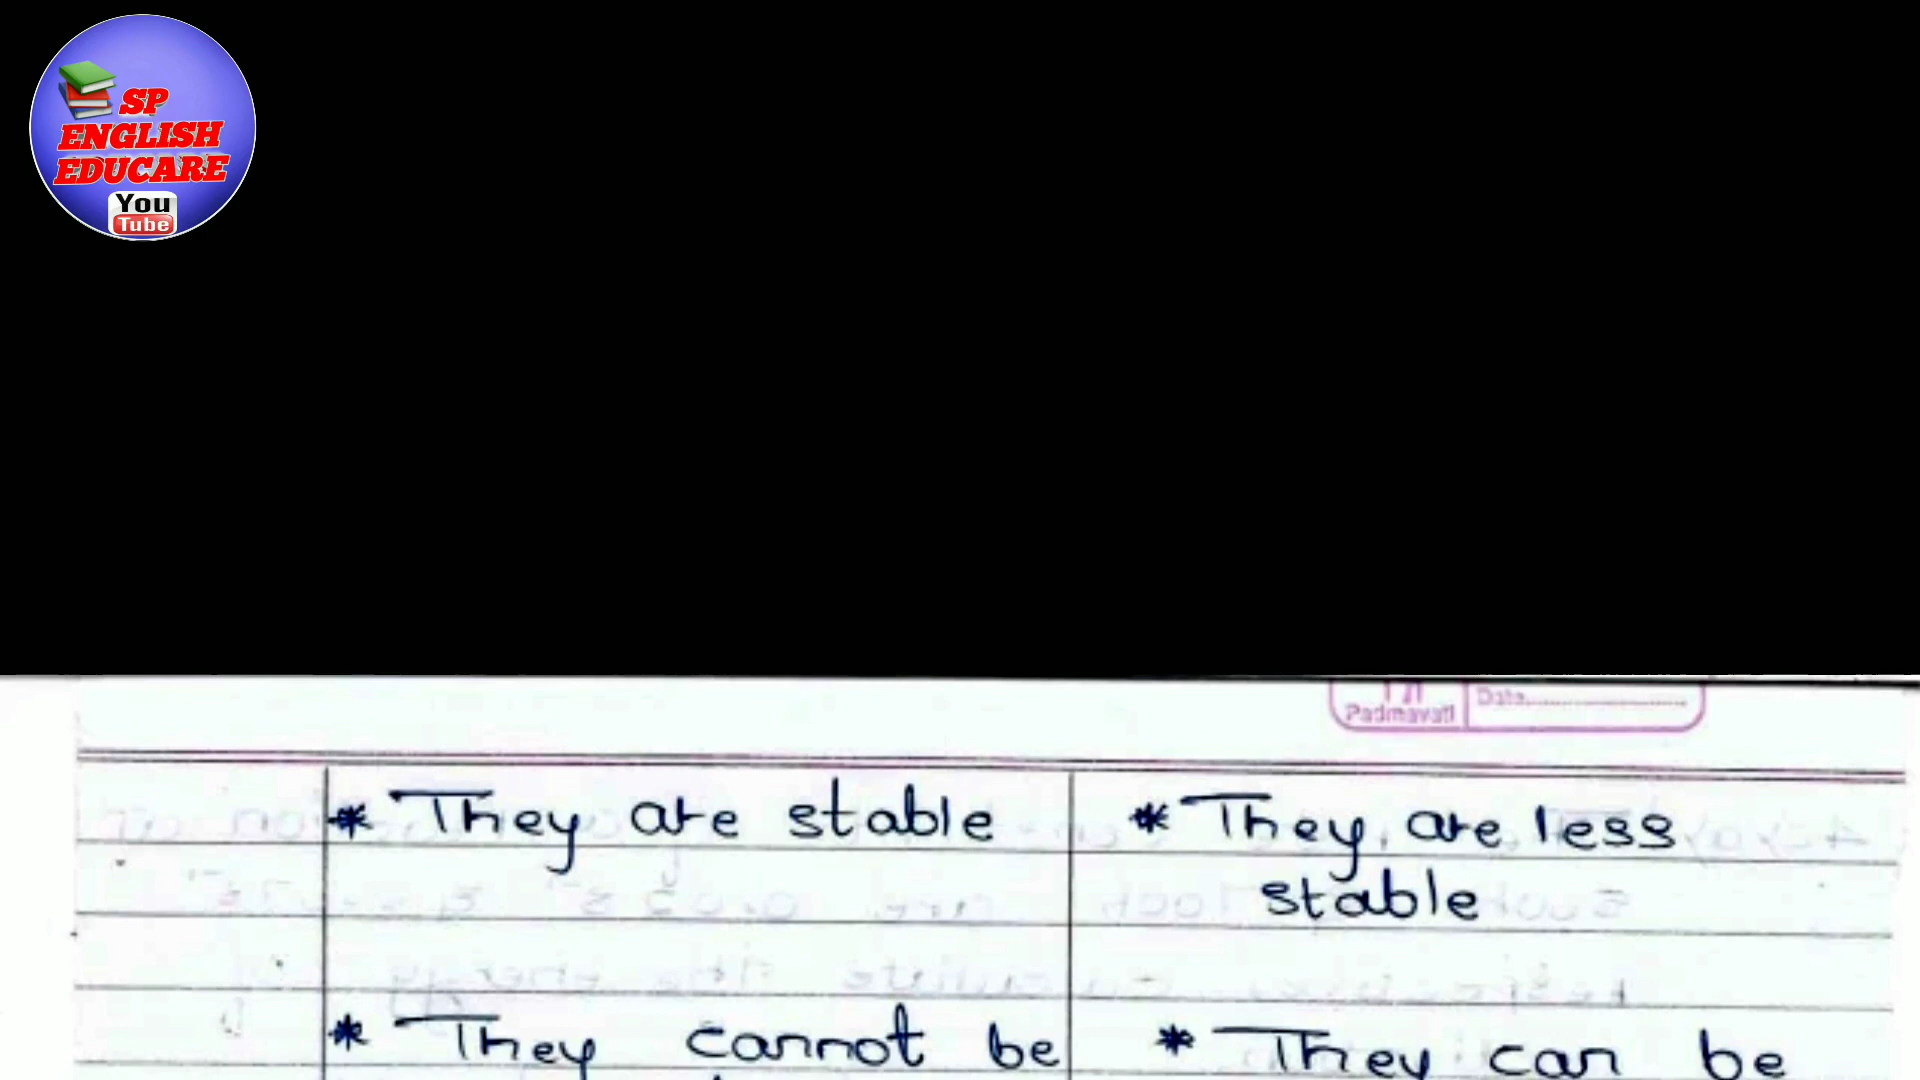 SP
ENGLISH
EDUCARE
You
Tube
Padmavati
Date
* They are stable
* They are less
stable
* They cannot be
* They can be